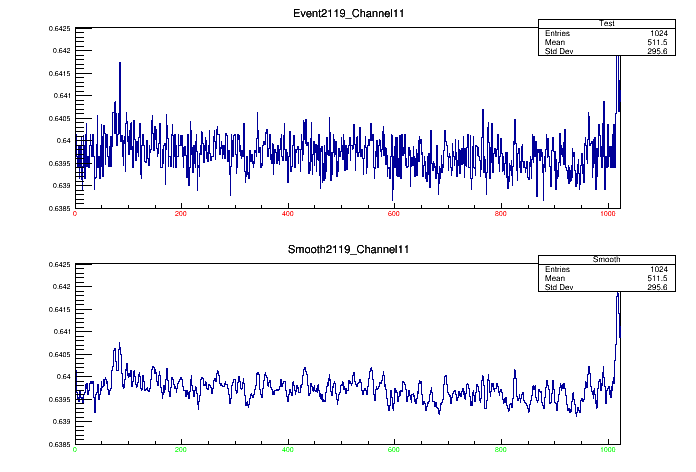 Event2119_Channel11
Test
Entries 1024
Mean 511.5
Std Dev 295.6
0.6425
0.642
0.6415
0.641
0.6405
0.64
0.6395
0.639
0.6385
0 200 400 600 800 1000
Smooth2119_Channel11
Smooth
Entries 1024
Mean 511.5
Std Dev 295.6
0.6425
0.642
0.6415
0.641
0.6405
0.64
0.6395
0.639
0.6385
0 200 400 600 800 1000